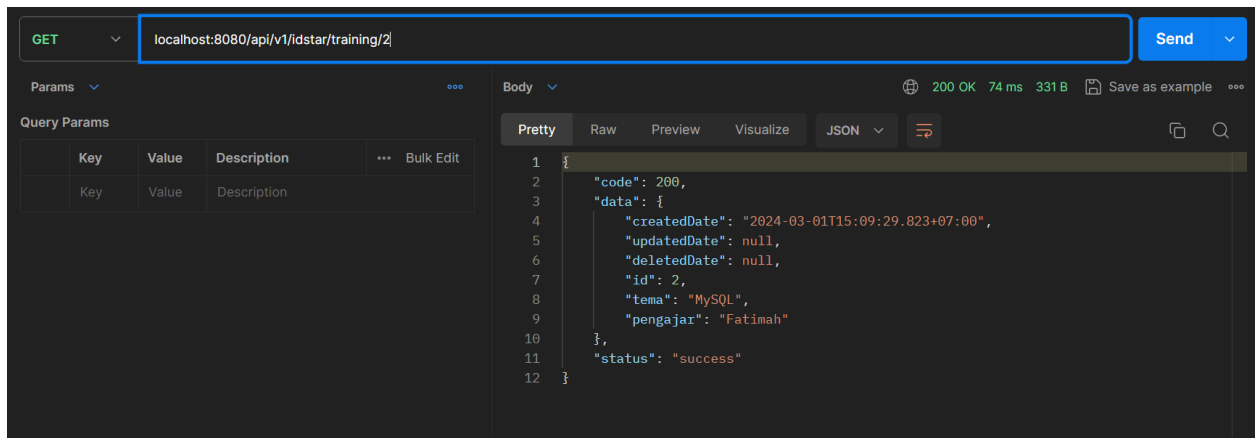 GET localhost:8080/api/v1/idstar/training/2 Send
Params ooo
Query Params
Key Value Description ooo Bulk Edit
Key Value Description
Body 200 OK 74 ms 331 B Save as example ooo
Pretty Raw Preview Visualize JSON
1 {
2 "code": 200,
3 "data": {
4 "createdDate": "2024-03-01T15:09:29.823+07:00",
5 "updatedDate": null,
6 "deletedDate": null,
7 "id": 2,
8 "tema": "MySQL",
9 "pengajar": "Fatimah"
10 },
11 "status": "success"
12 }